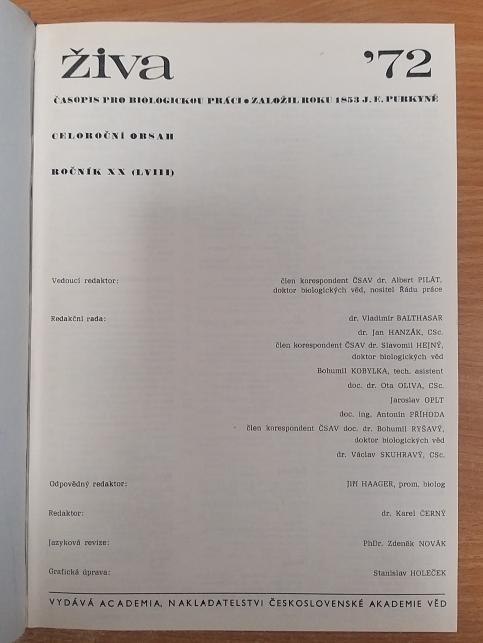 živa '72
ČASOPIS PRO BIOLOGICKOU PRÁCI • ZALOŽIL ROKU 1853 J. E. PURKYNĚ
CELOROČNÍ OBSAH
ROČNÍK XX (LVIII)
Vedoucí redaktor: člen korespondent ČSAV dr. Albert PILÁT,
doktor biologických věd, nositel Řádu práce
Redakční rada: dr. Vladimír BALTHASAR
dr. Jan HANZÁK, CSc.
člen korespondent ČSAV dr. Slavomil HEJNÝ,
doktor biologických věd
Bohumil KOBYLKA, tech. asistent
doc. dr. Ota OLIVA, CSc.
Jaroslav OPLT
doc. ing. Antonín PŘÍHODA
člen korespondent ČSAV doc. dr. Bohumil RYŠAVÝ,
doktor biologických věd
dr. Václav SKUHRAVÝ, CSc.
Odpovědný redaktor: JIŘÍ HAAGER, prom. biolog
Redaktor: dr. Karel ČERNÝ
Jazyková revize: PhDr. Zdeněk NOVÁK
Grafická úprava: Stanislav HOLEČEK
VYDÁVÁ ACADEMIA, NAKLADATELSTVÍ ČESKOSLOVENSKÉ AKADEMIE VĚD